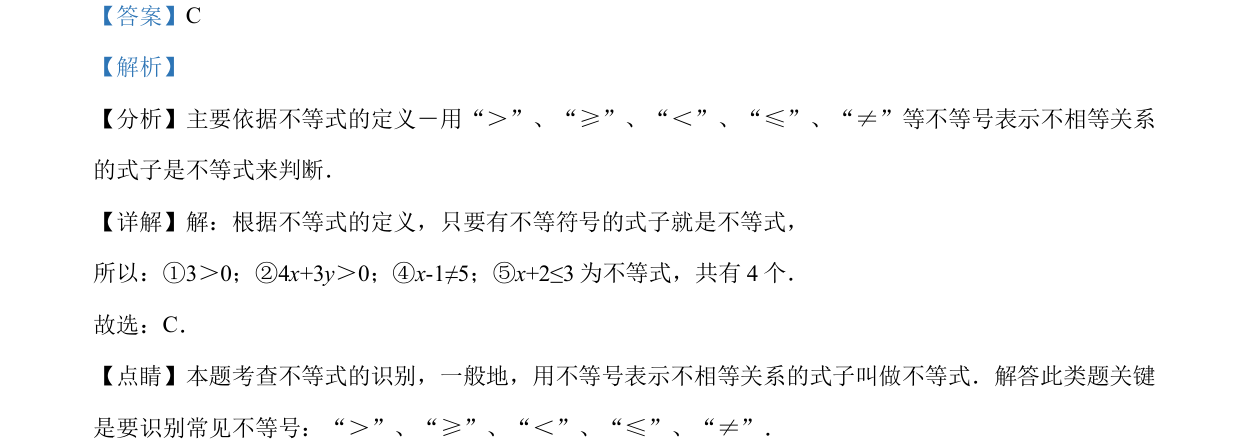 【答案】C
【解析】
【分析】主要依据不等式的定义－用“＞”、“≥”、“＜”、“≤”、“≠”等不等号表示不相等关系
的式子是不等式来判断．
【详解】解：根据不等式的定义，只要有不等符号的式子就是不等式，
所以：①3＞0；②4x+3y＞0；④x-1≠5；⑤x+2≤3 为不等式，共有 4 个．
故选：C．
【点睛】本题考查不等式的识别，一般地，用不等号表示不相等关系的式子叫做不等式．解答此类题关键
是要识别常见不等号：“＞”、“≥”、“＜”、“≤”、“≠”．